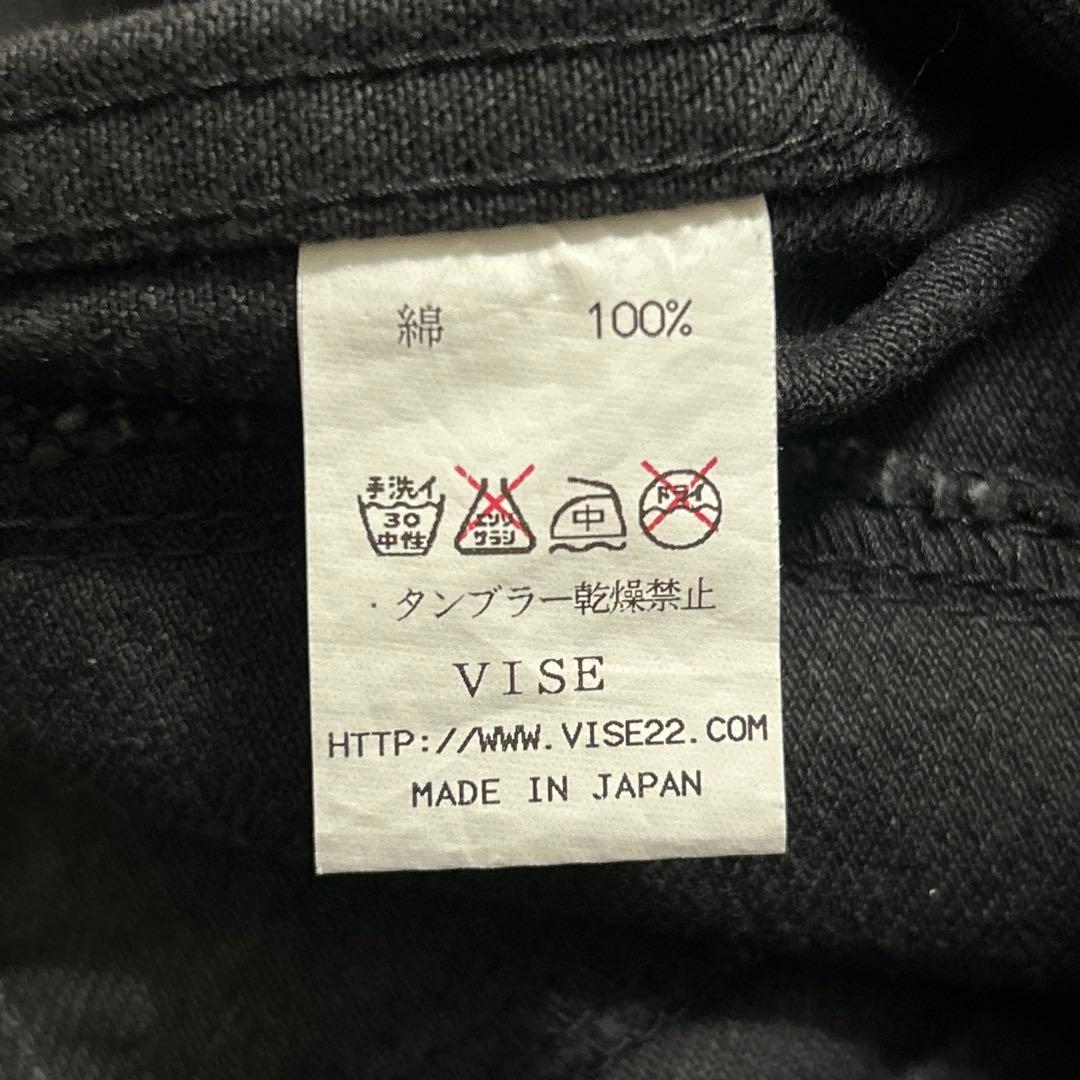 綿 100%
手洗イ エンソ 中 ドライ
30 サラシ
中性
・タンブラー乾燥禁止
VISE
HTTP://WWW.VISE22.COM
MADE IN JAPAN